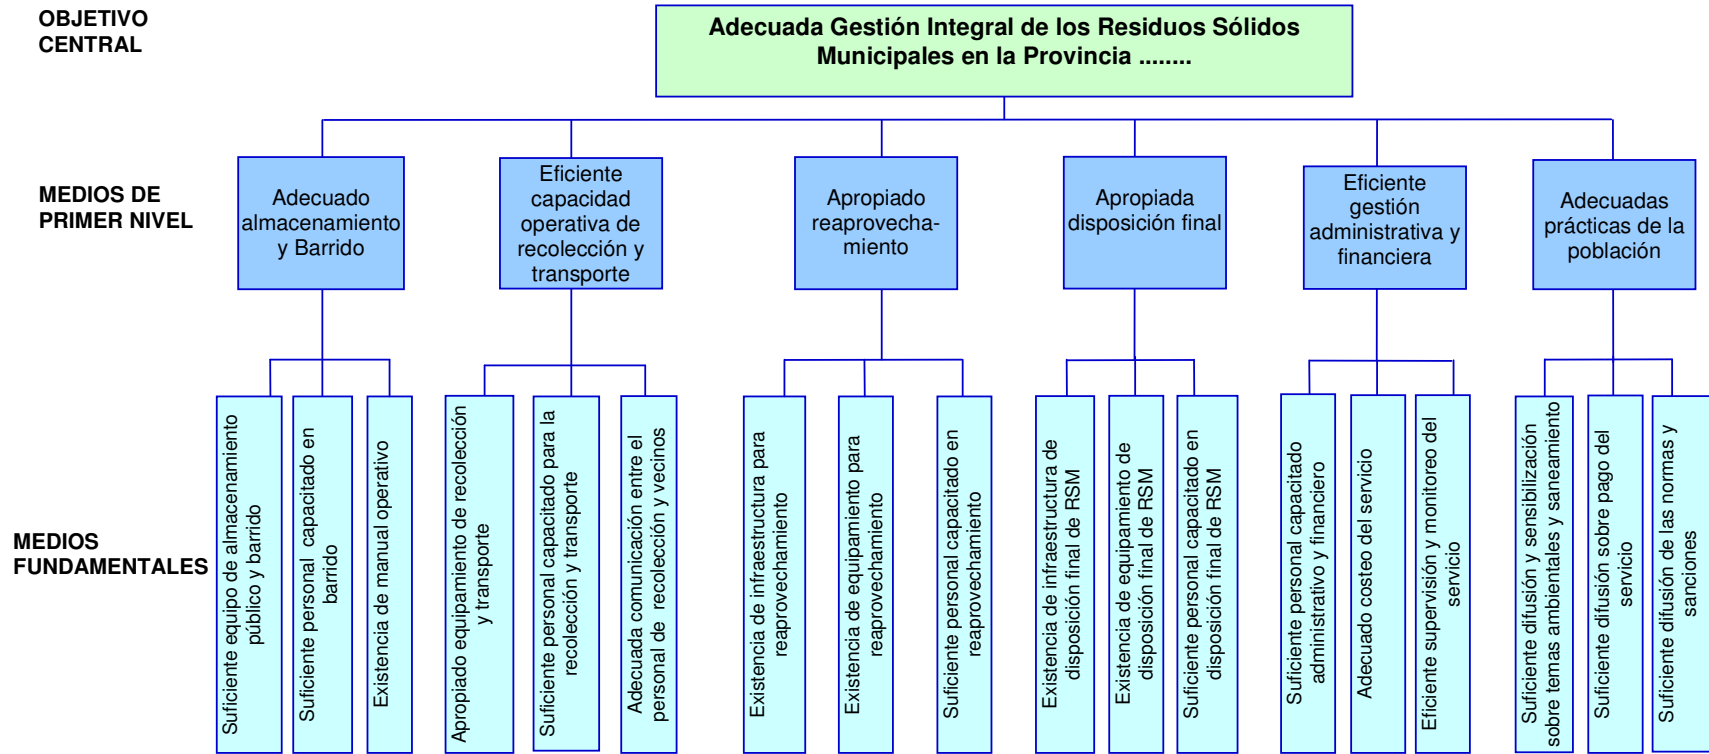 OBJETIVO
CENTRAL
Adecuada Gestión Integral de los Residuos Sólidos
Municipales en la Provincia ........
MEDIOS DE
PRIMER NIVEL
Adecuado
almacenamiento
y Barrido
Eficiente
capacidad
operativa de
recolección y
transporte
Apropiado
reaprovecha-
miento
Apropiada
disposición final
Eficiente
gestión
administrativa y
financiera
Adecuadas
prácticas de la
población
MEDIOS
FUNDAMENTALES
Suficiente equipo de almacenamiento
público y barrido
Suficiente personal capacitado en
barrido
Existencia de manual operativo
Apropiado equipamiento de recolección
y transporte
Suficiente personal capacitado para la
recolección y transporte
Adecuada comunicación entre el
personal de recolección y vecinos
Existencia de infraestructura para
reaprovechamiento
Existencia de equipamiento para
reaprovechamiento
Suficiente personal capacitado en
reaprovechamiento
Existencia de infraestructura de
disposición final de RSM
Existencia de equipamiento de
disposición final de RSM
Suficiente personal capacitado en
disposición final de RSM
Suficiente personal capacitado
administrativo y financiero
Adecuado costeo del servicio
Eficiente supervisión y monitoreo del
servicio
Suficiente difusión y sensibilización
sobre temas ambientales y saneamiento
Suficiente difusión sobre pago del
servicio
Suficiente difusión de las normas y
sanciones